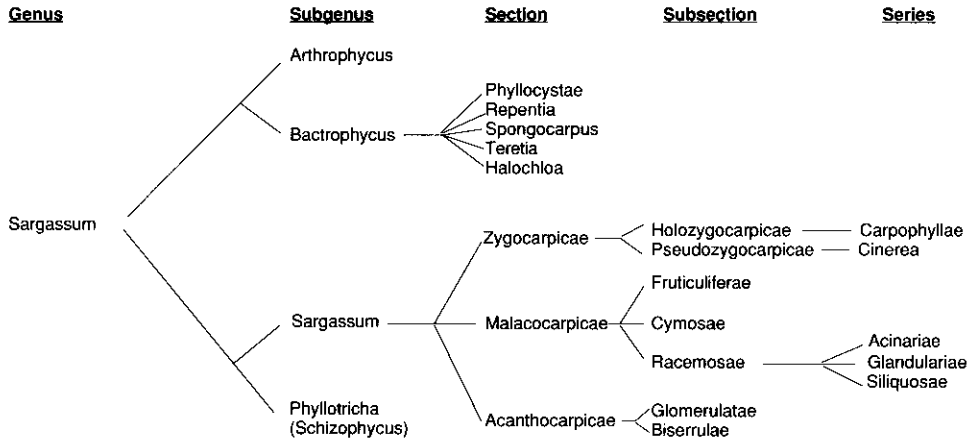 Genus Subgenus Section Subsection Series
Arthrophycus
Phyllocystae
Repentia
Bactrophycus Spongocarpus
Teretia
Halochloa
Sargassum
Zygocarpicae Holozygocarpicae Carpophyllae
Pseudozygocarpicae Cinerea
Fruticuliferae
Sargassum Malacocarpicae Cymosae
Acinariae
Racemosae Glandulariae
Siliquosae
Phyllotricha
(Schizophycus)
Acanthocarpicae Glomerulatae
Biserrulae